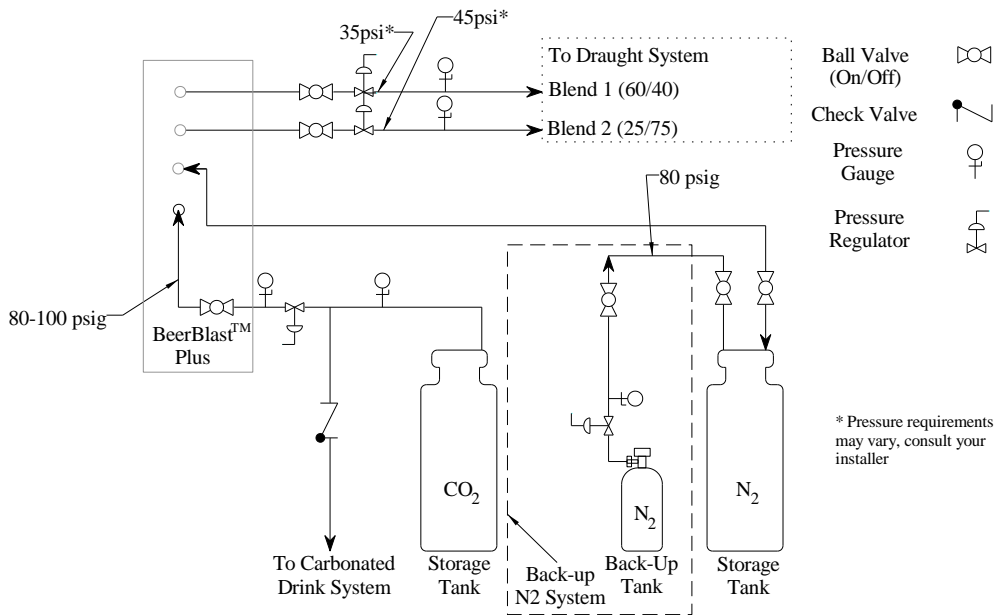 45psi*
35psi*
To Draught System
Blend 1 (60/40)
Blend 2 (25/75)
Ball Valve
(On/Off)
Check Valve
Pressure
Gauge
Pressure
Regulator
80 psig
80-100 psig
BeerBlast™
Plus
* Pressure requirements
may vary, consult your
installer
CO₂
N₂
N₂
To Carbonated
Drink System
Storage
Tank
Back-up
N2 System
Back-Up
Tank
Storage
Tank